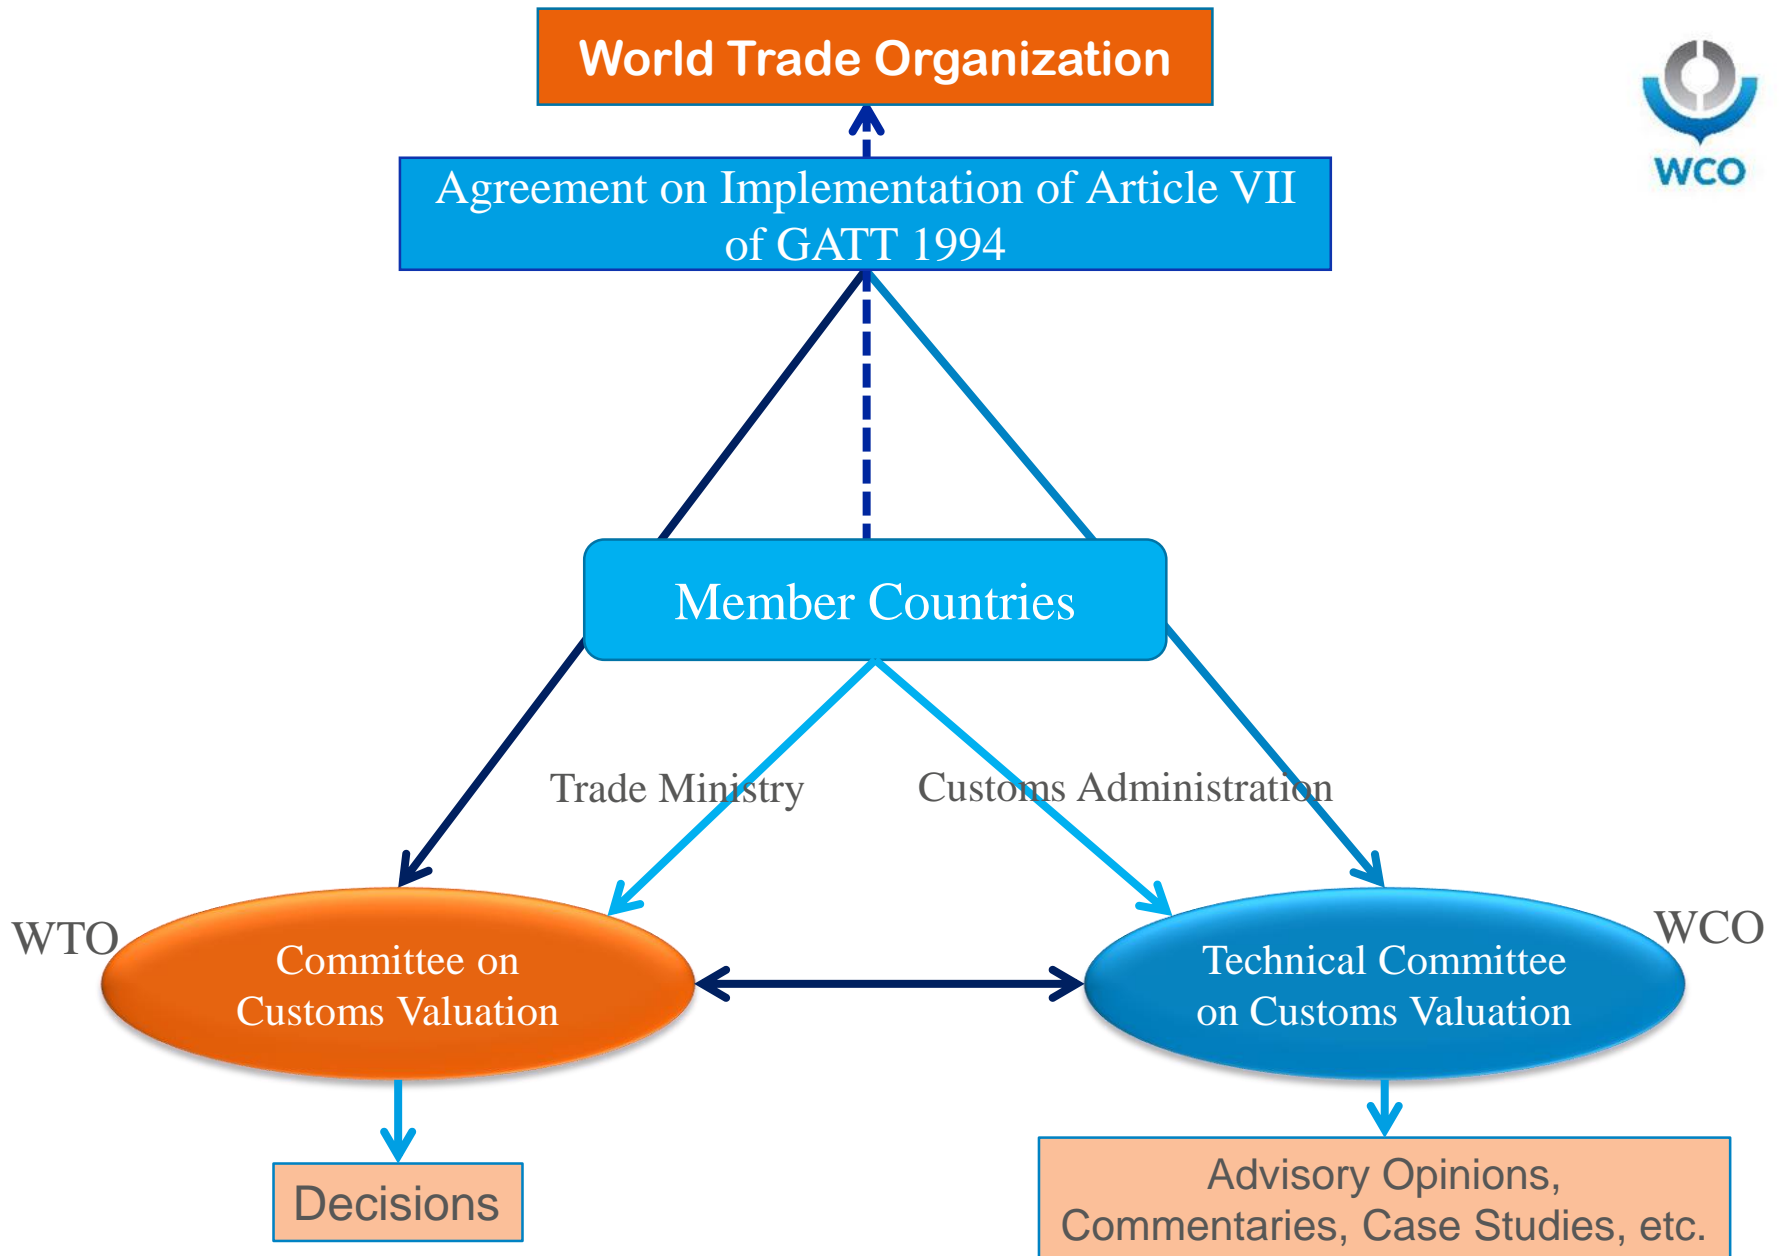 World Trade Organization
WCO
Agreement on Implementation of Article VII
of GATT 1994
Member Countries
Trade Ministry
Customs Administration
WTO
Committee on
Customs Valuation
Technical Committee
on Customs Valuation
WCO
Decisions
Advisory Opinions,
Commentaries, Case Studies, etc.